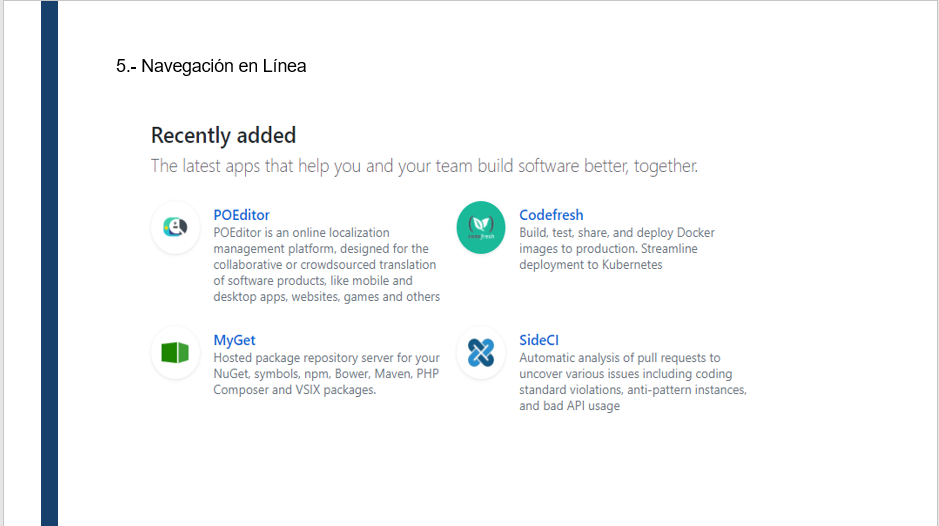 5.- Navegación en Línea
Recently added
The latest apps that help you and your team build software better, together.
POEditor
POEditor is an online localization
management platform, designed for the
collaborative or crowdsourced translation
of software products, like mobile and
desktop apps, websites, games and others
Codefresh
Build, test, share, and deploy Docker
images to production. Streamline
deployment to Kubernetes
MyGet
Hosted package repository server for your
NuGet, symbols, npm, Bower, Maven, PHP
Composer and VSIX packages.
SideCI
Automatic analysis of pull requests to
uncover various issues including coding
standard violations, anti-pattern instances,
and bad API usage